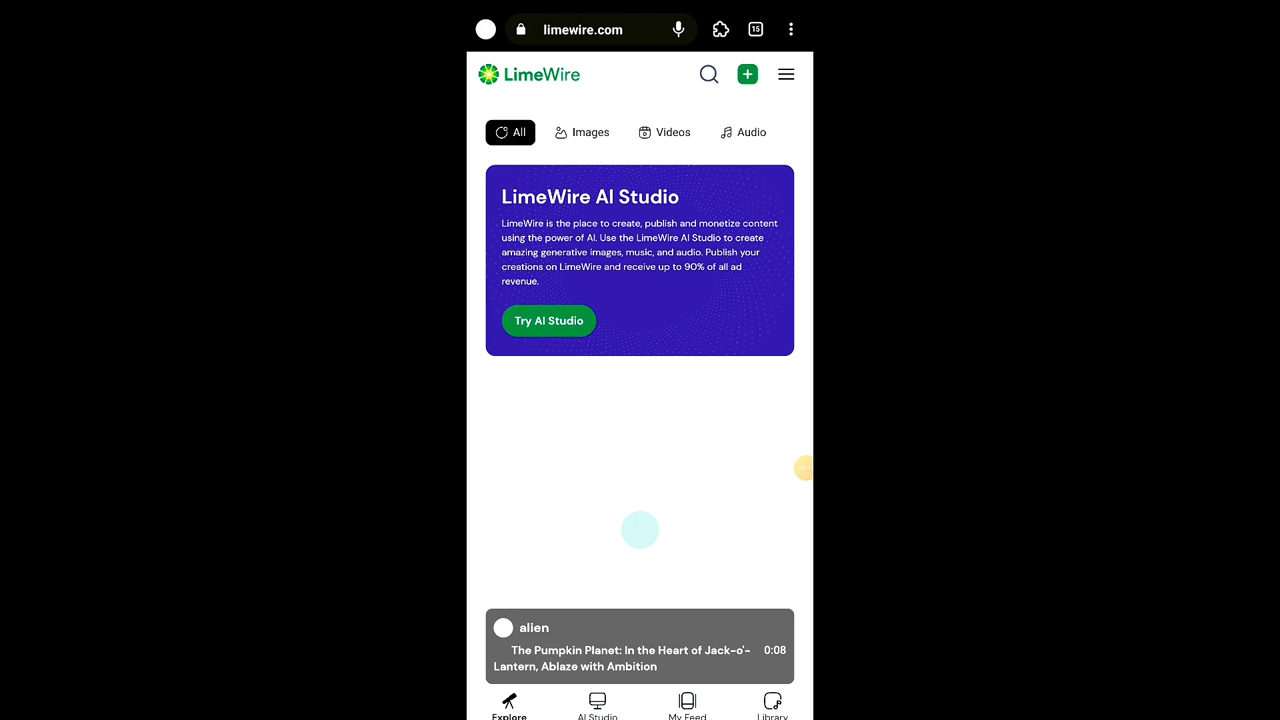 limewire.com
15
LimeWire
All Images Videos Audio
LimeWire AI Studio
LimeWire is the place to create, publish and monetize content
using the power of AI. Use the LimeWire AI Studio to create
amazing generative images, music, and audio. Publish your
creations on LimeWire and receive up to 90% of all ad
revenue.
Try AI Studio
alien
The Pumpkin Planet: In the Heart of Jack-o'-
Lantern, Ablaze with Ambition
0:08
Explore AI Studio My Feed Library